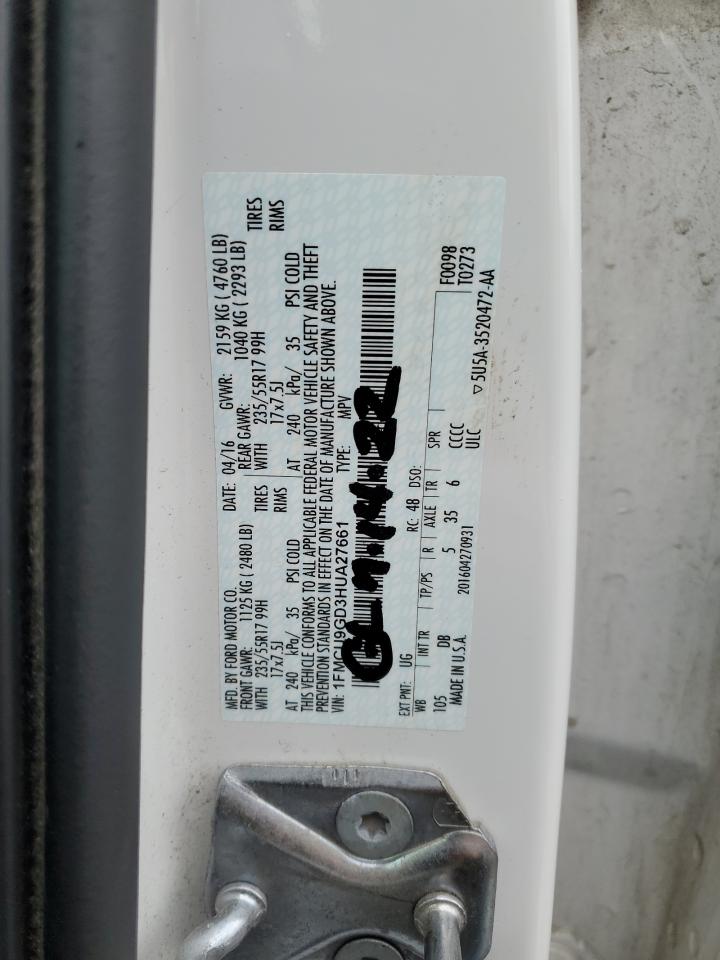 MFD. BY FORD MOTOR CO. DATE: 04/16 GVWR: 2159 KG ( 4760 LB)
FRONT GAWR: 1125 KG ( 2480 LB) REAR GAWR: 1040 KG ( 2293 LB)
WITH 235/55R17 99H TIRES WITH 235/55R17 99H TIRES
17x7.5J RIMS 17x7.5J RIMS
AT 240 kPa/ 35 PSI COLD AT 240 kPa/ 35 PSI COLD
THIS VEHICLE CONFORMS TO ALL APPLICABLE FEDERAL MOTOR VEHICLE SAFETY AND THEFT
PREVENTION STANDARDS IN EFFECT ON THE DATE OF MANUFACTURE SHOWN ABOVE.
VIN: 1FMCU9GD3HUA27661 TYPE: MPV
GL 7.14.22
EXT PNT: UG RC: 48 DSO: F0098
WB INT TR TP/PS R AXLE TR SPR T0273
105 DB 5 35 6 CCCC
MADE IN U.S.A. 201604270931 ULC ▽5U5A-3520472-AA